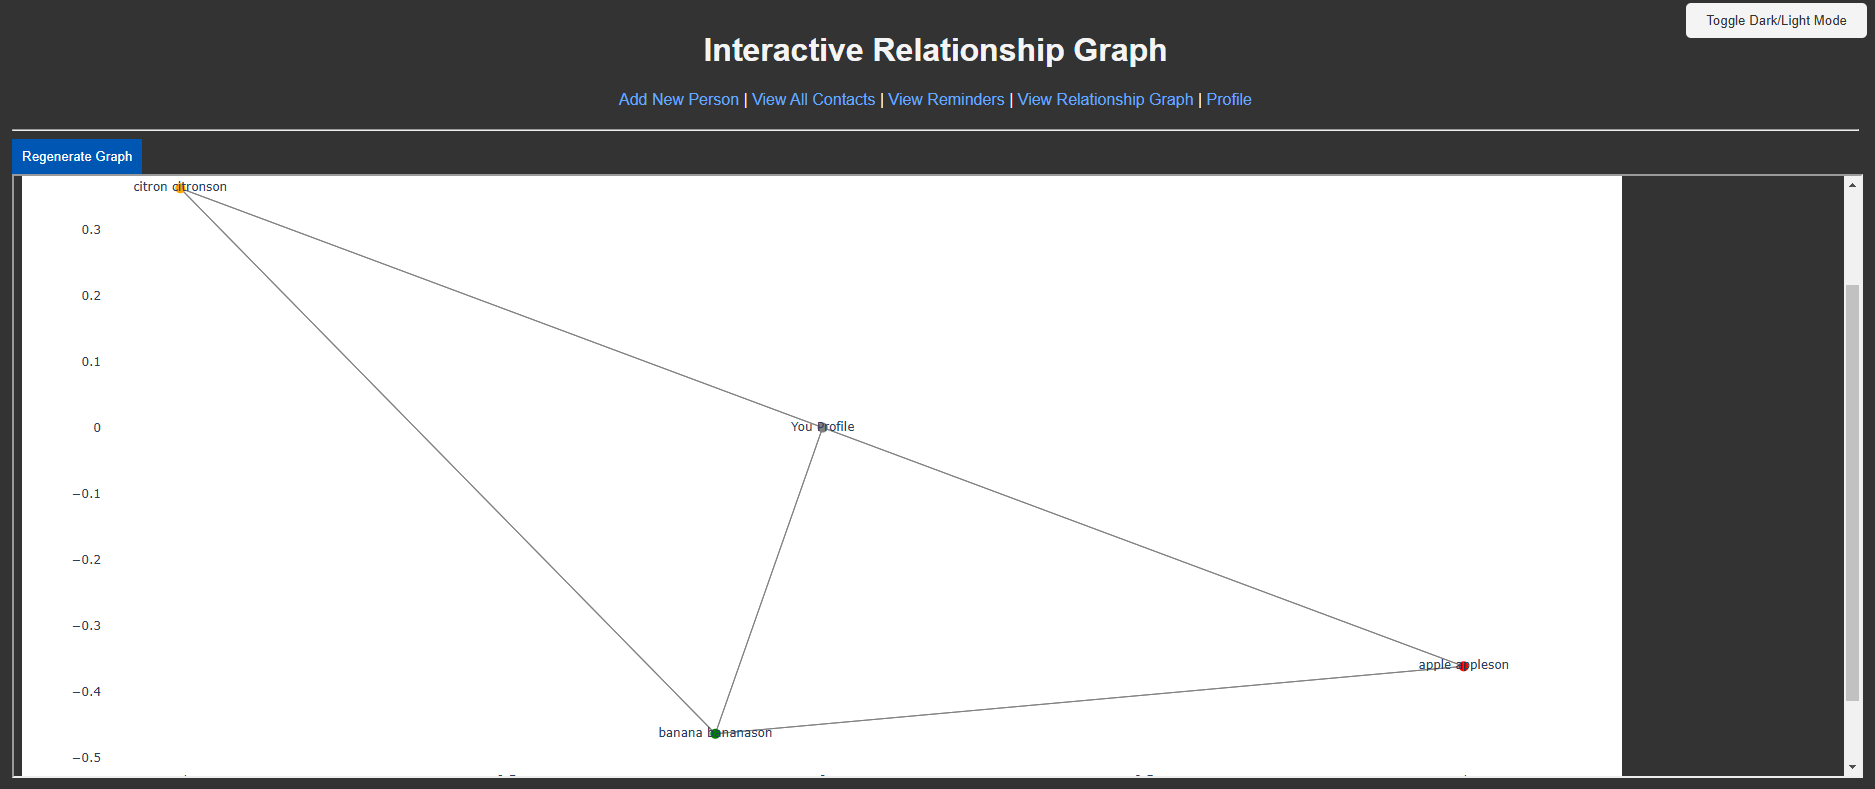 Toggle Dark/Light Mode
Interactive Relationship Graph
Add New Person | View All Contacts | View Reminders | View Relationship Graph | Profile
Regenerate Graph
citron citronson
0.3
0.2
0.1
0
You Profile
−0.1
−0.2
−0.3
apple appleson
−0.4
banana bananason
−0.5